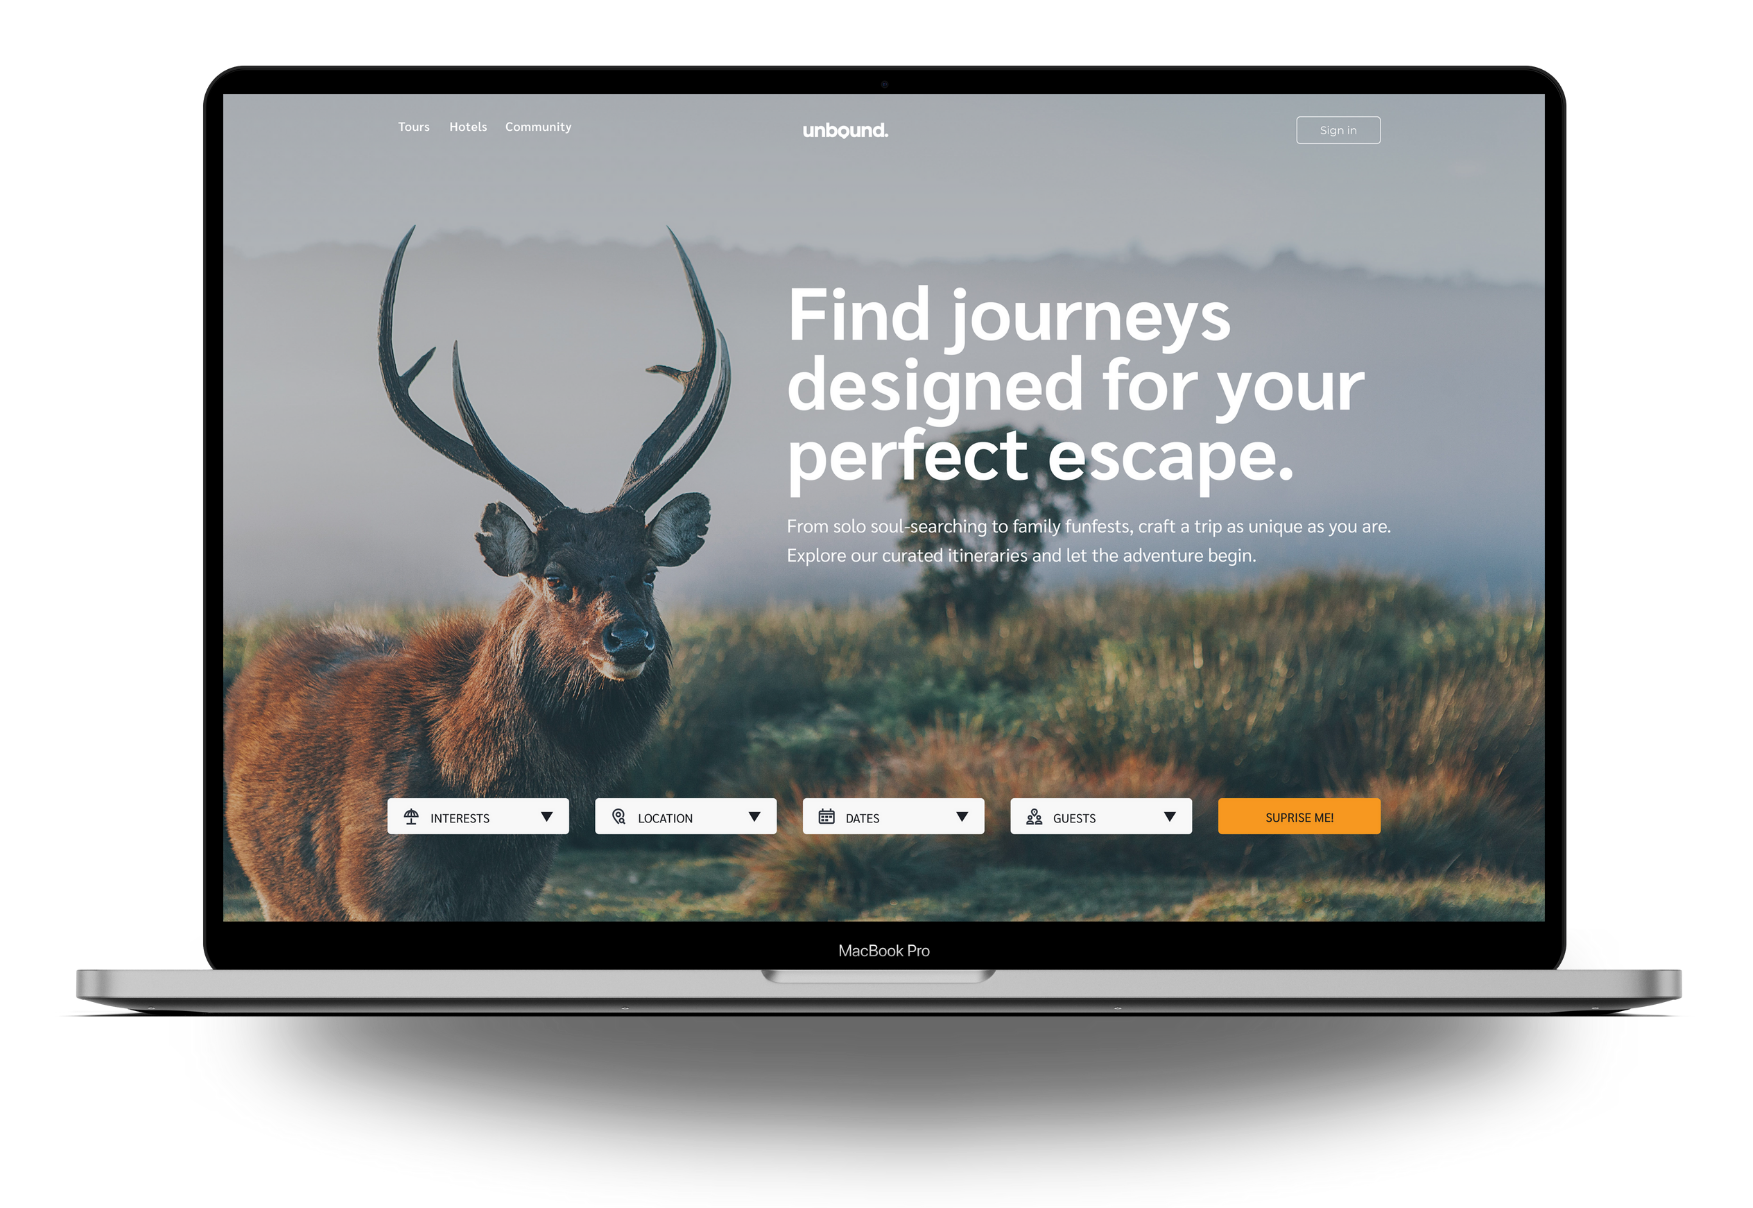 Tours Hotels Community unbound. Sign in
Find journeys
designed for your
perfect escape.
From solo soul-searching to family funfests, craft a trip as unique as you are.
Explore our curated itineraries and let the adventure begin.
INTERESTS LOCATION DATES GUESTS SUPRISE ME!
MacBook Pro